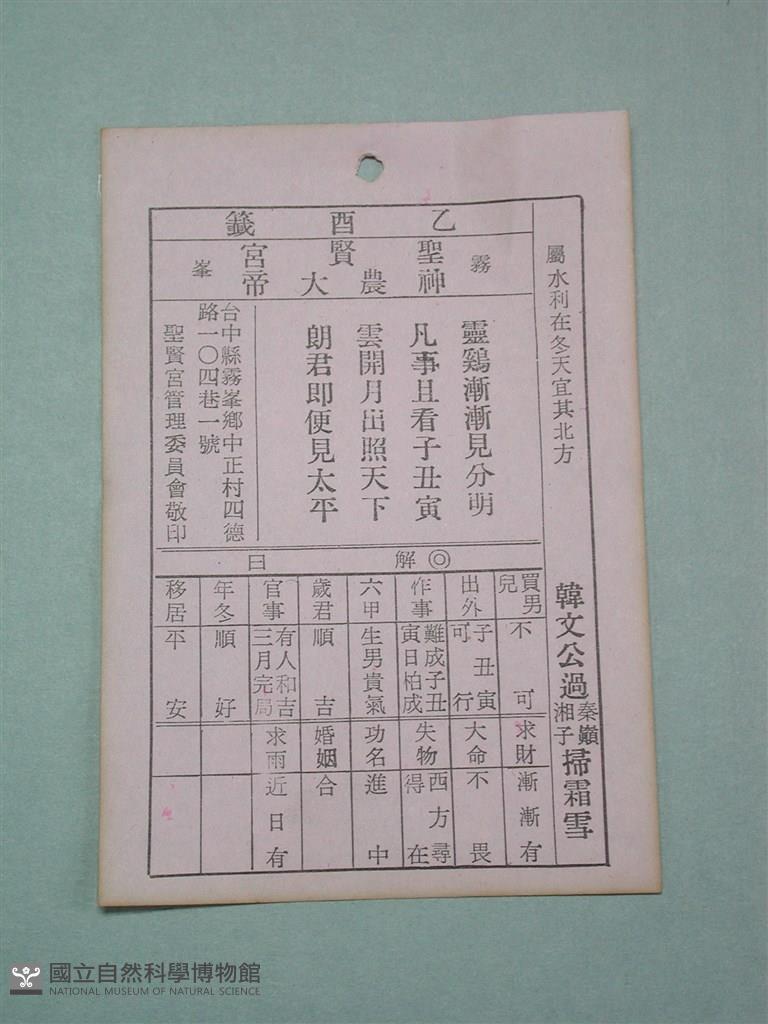 乙酉籤
霧峯
聖賢宮
神農大帝
屬水利在冬天宜其北方
韓文公過秦嶺湘子掃霜雪
靈鷄漸漸見分明
凡事且看子丑寅
雲開月出照天下
朗君即便見太平
台中縣霧峯鄉中正村四德
路一〇四巷一號
聖賢宮管理委員會敬印
◎解曰
買男兒 不可
出外 子丑寅可行
作事 難成子丑寅日柏成
六甲 生男貴氣
歲君 順吉
官事 有人和吉三月完局
年冬 順好
移居 平安
求財 漸漸有
大命 不畏
失物 西方尋得在
功名 進中
婚姻 合
求雨 近日有
國立自然科學博物館
NATIONAL MUSEUM OF NATURAL SCIENCE